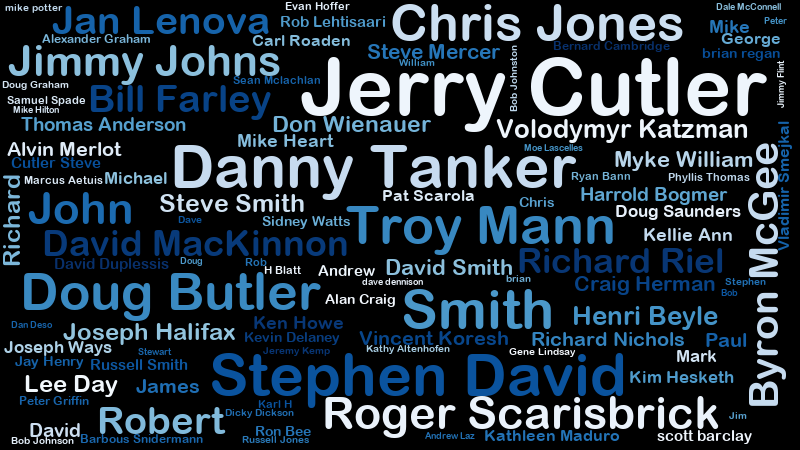 mike potter
Jan Lenova
Evan Hoffer
Rob Lehtisaari
Chris Jones
Dale McConnell
Mike
Peter
Alexander Graham
Carl Roaden
Steve Mercer
Bernard Cambridge
George
brian regan
Jimmy Johns
William
Sean Mclachlan
Jerry Cutler
Bob Johnston
Jimmy Flint
Doug Graham
Samuel Spade
Mike Hilton
Bill Farley
Thomas Anderson
Don Wienauer
Volodymyr Katzman
Mike Heart
Alvin Merlot
Cutler Steve
Danny Tanker
Moe Lascelles
Myke William
Vladimir Smejkal
Marcus Aetuis
Michael
Ryan Bann
Phyllis Thomas
Richard
John
Steve Smith
Pat Scarola
Chris
Harrold Bogmer
Doug Saunders
Byron McGee
Dave
Sidney Watts
Troy Mann
Kellie Ann
David MacKinnon
David Duplessis
Doug
Rob
H Blatt
Andrew
David Smith
Richard Riel
dave dennison
brian
Craig Herman
Stephen
Bob
Doug Butler
Alan Craig
Smith
Henri Beyle
Dan Deso
Joseph Halifax
Ken Howe
Kevin Delaney
Vincent Koresh
Richard Nichols
Paul
Joseph Ways
Stewart
Jeremy Kemp
Kathy Altenhofen
Gene Lindsay
Mark
Jay Henry
Russell Smith
Lee Day
James
Stephen David
Kim Hesketh
Peter Griffin
Karl H
Dicky Dickson
Robert
Roger Scarisbrick
Jim
David
Ron Bee
Bob Johnson
Barbous Snidermann
Russell Jones
Andrew Laz
Kathleen Maduro
scott barclay